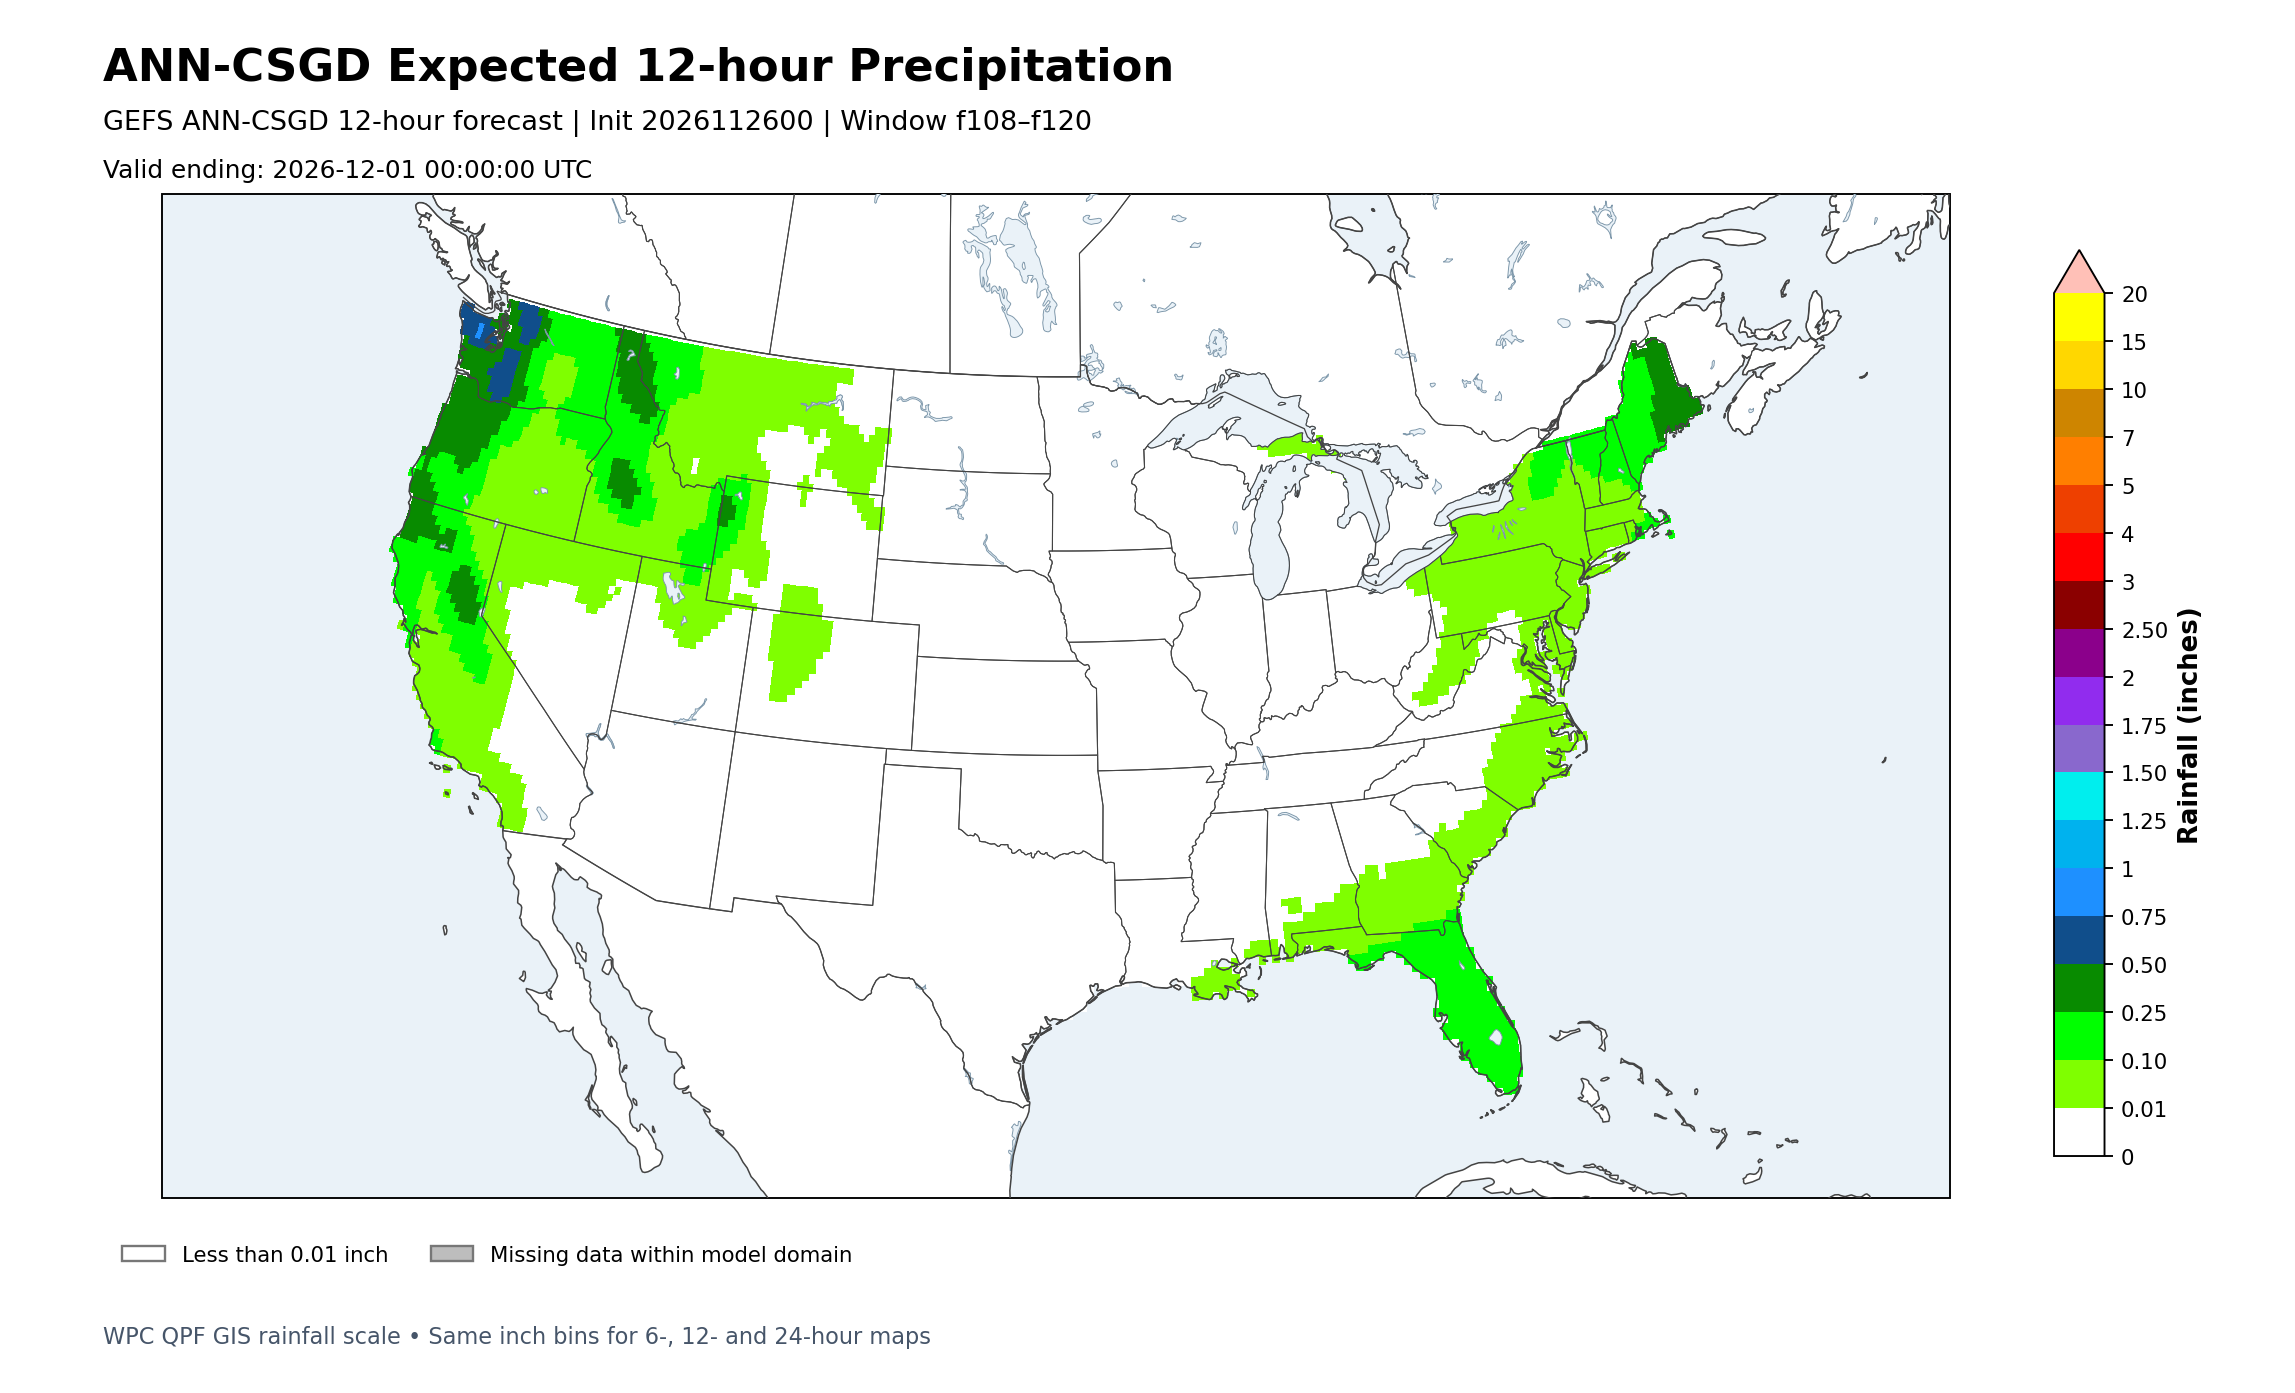 ANN-CSGD Expected 12-hour Precipitation
GEFS ANN-CSGD 12-hour forecast | Init 2026112600 | Window f108–f120
Valid ending: 2026-12-01 00:00:00 UTC
20
15
10
7
5
4
3
2.50
2
1.75
1.50
1.25
1
0.75
0.50
0.25
0.10
0.01
0
Rainfall (inches)
Less than 0.01 inch
Missing data within model domain
WPC QPF GIS rainfall scale • Same inch bins for 6-, 12- and 24-hour maps